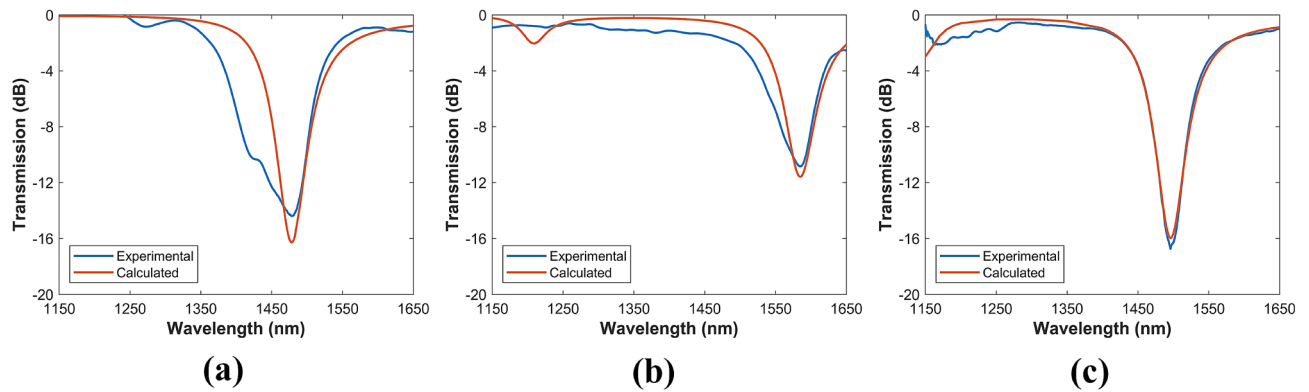 0
-4
-8
-12
-16
-20
Transmission (dB)
Experimental
Calculated
1150 1250 1350 1450 1550 1650
Wavelength (nm)
(a)
0
-4
-8
-12
-16
-20
Transmission (dB)
Experimental
Calculated
1150 1250 1350 1450 1550 1650
Wavelength (nm)
(b)
0
-4
-8
-12
-16
-20
Transmission (dB)
Experimental
Calculated
1150 1250 1350 1450 1550 1650
Wavelength (nm)
(c)